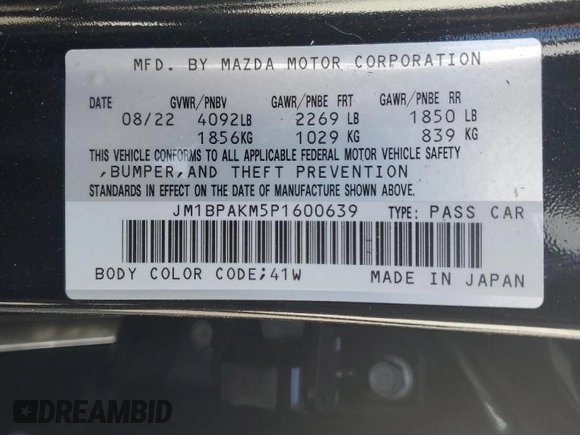 MFD. BY MAZDA MOTOR CORPORATION
DATE GVWR/PNBV GAWR/PNBE FRT GAWR/PNBE RR
08/22 4092LB 2269 LB 1850 LB
1856KG 1029 KG 839 KG
THIS VEHICLE CONFORMS TO ALL APPLICABLE FEDERAL MOTOR VEHICLE SAFETY
,BUMPER,AND THEFT PREVENTION
STANDARDS IN EFFECT ON THE DATE OF MANUFACTURE SHOWN ABOVE.
JM1BPAKM5P1600639 TYPE: PASS CAR
BODY COLOR CODE;41W MADE IN JAPAN
DREAMBID